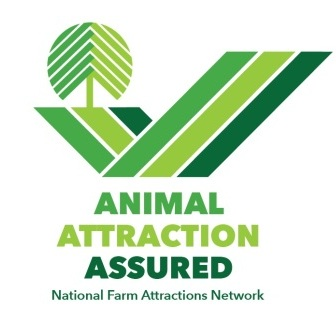 ANIMAL
ATTRACTION
ASSURED
National Farm Attractions Network